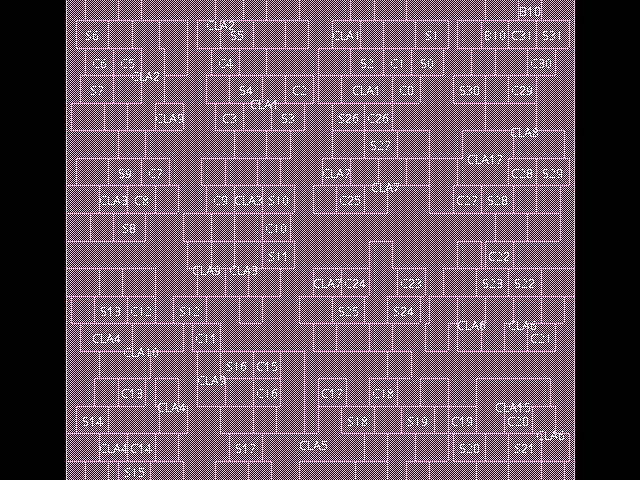 B10
CLA2
S6 S5 CLA1 S1 B10 C31 S31
C6 C5 C4 S2 C1 S0 C30
CLA2
S7 S4 C2 CLA1 C0 S30 C29
CLA1
CLA9 C3 S3 S26 C26
CLA8
S27
CLA17
S9 C7 CLA7 C28 S29
CLA7
CLA3 C8 C9 CLA3 S10 C25 C27 S28
S8 C10
S11 C22
CLA9 CLA3
CLA7 C24 C23 S23 S22
S13 C12 S12 S25 S24
CLA6 CLA6
CLA4 C11 C21
CLA10
S16 C15
CLA5
C13 C16 C17 C18
CLA4 CLA15
S14 S18 S19 C19 C20
CLA6
CLA4 C14 S17 CLA5 S20 S21
S15